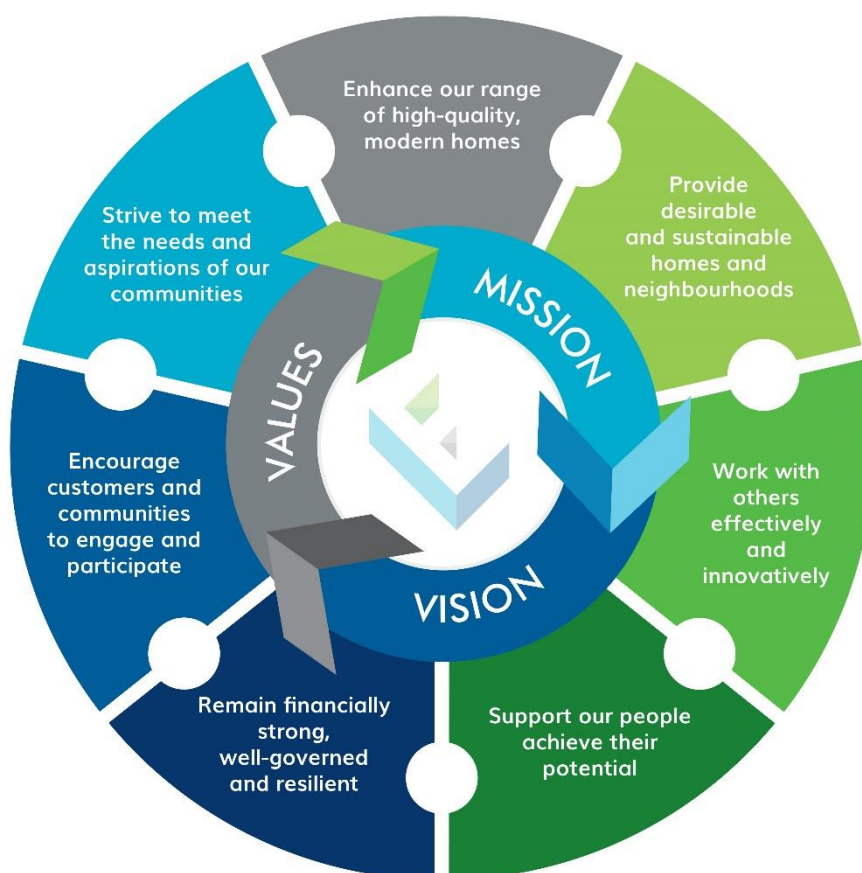 Enhance our range
of high-quality,
modern homes
Provide
desirable
and sustainable
homes and
neighbourhoods
Work with
others
effectively
and
innovatively
Support our people
achieve their
potential
Remain financially
strong,
well-governed
and resilient
Encourage
customers and
communities
to engage and
participate
Strive to meet
the needs and
aspirations of our
communities
MISSION
VISION
VALUES